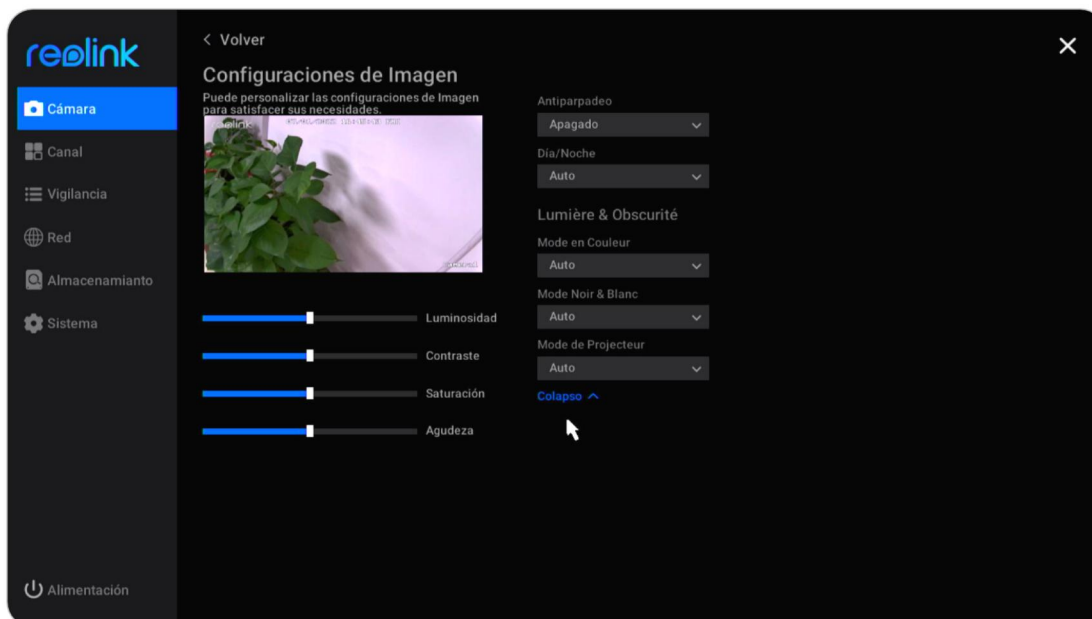 reolink
Cámara
Canal
Vigilancia
Red
Almacenamianto
Sistema
Alimentación
Volver
Configuraciones de Imagen
Puede personalizar las configuraciones de Imagen
para satisfacer sus necesidades.
reolink
Luminosidad
Contraste
Saturación
Agudeza
Antiparpadeo
Apagado
Día/Noche
Auto
Lumière & Obscurité
Mode en Couleur
Auto
Mode Noir & Blanc
Auto
Mode de Projecteur
Auto
Colapso